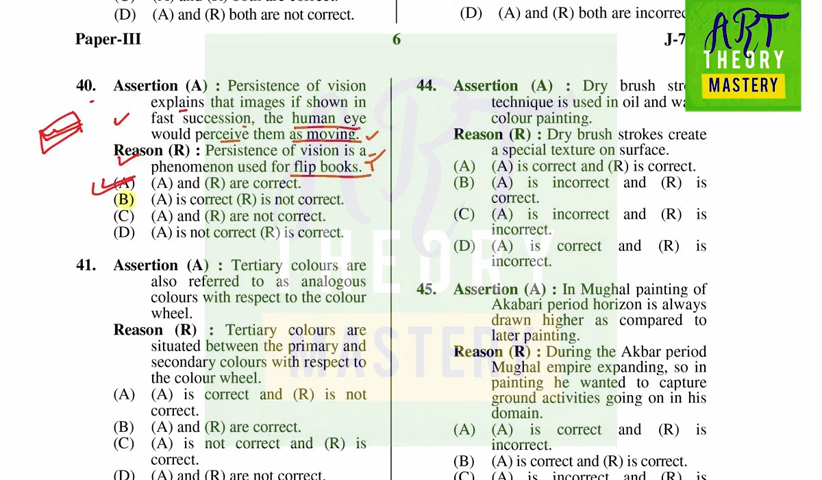 (D) (A) and (R) both are not correct.
(D) (A) and (R) both are
Paper-III
6
ART
THEORY
MASTERY
40. Assertion (A) : Persistence of vision
explains that images if shown in
fast succession, the human eye
would perceive them as moving.
Reason (R) : Persistence of vision is a
phenomenon used for flip books.
(A) (A) and (R) are correct.
(B) (A) is correct (R) is not correct.
(C) (A) and (R) are not correct.
(D) (A) is not correct (R) is correct.
41. Assertion (A) : Tertiary colours are
also referred to as analogous
colours with respect to the colour
wheel.
Reason (R) : Tertiary colours are
situated between the primary and
secondary colours with respect to
the colour wheel.
(A) (A) is correct and (R) is not
correct.
(B) (A) and (R) are correct.
(C) (A) is not correct and (R) is
correct.
(D) (A) and (R) are not correct.
44. Assertion (A) : Dry brush
technique is used in oil and
colour painting.
Reason (R) : Dry brush strokes create
a special texture on surface.
(A) (A) is correct and (R) is correct.
(B) (A) is incorrect and (R) is
correct.
(C) (A) is incorrect and (R) is
incorrect.
(D) (A) is correct and (R) is
incorrect.
45. Assertion (A) : In Mughal painting of
Akabari period horizon is always
drawn higher as compared to
later painting.
Reason (R) : During the Akbar period
Mughal empire expanding, so in
painting he wanted to capture
ground activities going on in his
domain.
(A) (A) is correct and (R) is
incorrect.
(B) (A) is correct and (R) is correct.
(C) (A) is incorrect and (R) is
THEORY
MASTERY